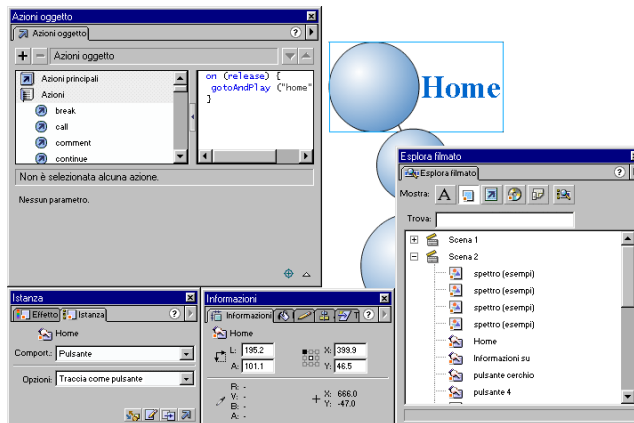 Azioni oggetto
Azioni oggetto
?
+ − Azioni oggetto
Azioni principali
Azioni
break
call
comment
continue
on (release) {
gotoAndPlay ("home"
}
Non è selezionata alcuna azione.
Nessun parametro.
Home
Esplora filmato
Esplora filmato
?
Mostra: A
Trova:
Scena 1
Scena 2
spettro (esempi)
spettro (esempi)
spettro (esempi)
spettro (esempi)
Home
Informazioni su
pulsante cerchio
pulsante 4
Istanza
Effetto Istanza ?
Home
Comport.: Pulsante
Opzioni: Traccia come pulsante
Informazioni
Informazioni T ?
Home
L: 195.2 X: 399.9
A: 101.1 Y: 46.5
R: -
V: -
B: -
A: -
X: 666.0
Y: -47.0